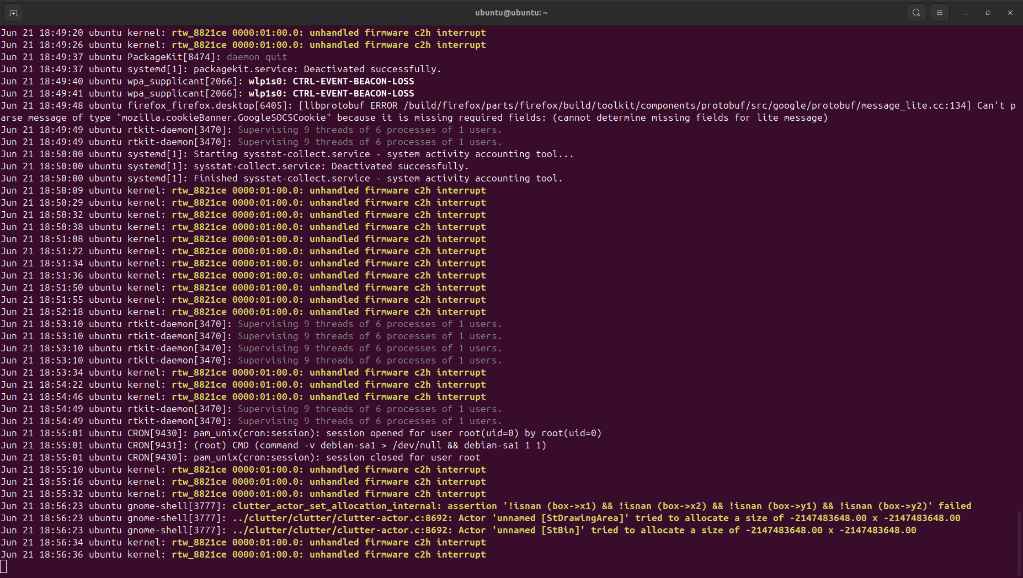 ubuntu@ubuntu: ~
Jun 21 18:49:20 ubuntu kernel: rtw_8821ce 0000:01:00.0: unhandled firmware c2h interrupt
Jun 21 18:49:26 ubuntu kernel: rtw_8821ce 0000:01:00.0: unhandled firmware c2h interrupt
Jun 21 18:49:37 ubuntu PackageKit[8474]: daemon quit
Jun 21 18:49:37 ubuntu systemd[1]: packagekit.service: Deactivated successfully.
Jun 21 18:49:40 ubuntu wpa_supplicant[2066]: wlp1s0: CTRL-EVENT-BEACON-LOSS
Jun 21 18:49:41 ubuntu wpa_supplicant[2066]: wlp1s0: CTRL-EVENT-BEACON-LOSS
Jun 21 18:49:48 ubuntu firefox_firefox.desktop[6405]: [libprotobuf ERROR /build/firefox/parts/firefox/build/toolkit/components/protobuf/src/google/protobuf/message_lite.cc:134] Can't p
arse message of type "mozilla.cookieBanner.GoogleSOCSCookie" because it is missing required fields: (cannot determine missing fields for lite message)
Jun 21 18:49:49 ubuntu rtkit-daemon[3470]: Supervising 9 threads of 6 processes of 1 users.
Jun 21 18:49:49 ubuntu rtkit-daemon[3470]: Supervising 9 threads of 6 processes of 1 users.
Jun 21 18:50:00 ubuntu systemd[1]: Starting sysstat-collect.service - system activity accounting tool...
Jun 21 18:50:00 ubuntu systemd[1]: sysstat-collect.service: Deactivated successfully.
Jun 21 18:50:00 ubuntu systemd[1]: Finished sysstat-collect.service - system activity accounting tool.
Jun 21 18:50:09 ubuntu kernel: rtw_8821ce 0000:01:00.0: unhandled firmware c2h interrupt
Jun 21 18:50:29 ubuntu kernel: rtw_8821ce 0000:01:00.0: unhandled firmware c2h interrupt
Jun 21 18:50:32 ubuntu kernel: rtw_8821ce 0000:01:00.0: unhandled firmware c2h interrupt
Jun 21 18:50:38 ubuntu kernel: rtw_8821ce 0000:01:00.0: unhandled firmware c2h interrupt
Jun 21 18:51:08 ubuntu kernel: rtw_8821ce 0000:01:00.0: unhandled firmware c2h interrupt
Jun 21 18:51:22 ubuntu kernel: rtw_8821ce 0000:01:00.0: unhandled firmware c2h interrupt
Jun 21 18:51:34 ubuntu kernel: rtw_8821ce 0000:01:00.0: unhandled firmware c2h interrupt
Jun 21 18:51:36 ubuntu kernel: rtw_8821ce 0000:01:00.0: unhandled firmware c2h interrupt
Jun 21 18:51:50 ubuntu kernel: rtw_8821ce 0000:01:00.0: unhandled firmware c2h interrupt
Jun 21 18:51:55 ubuntu kernel: rtw_8821ce 0000:01:00.0: unhandled firmware c2h interrupt
Jun 21 18:52:18 ubuntu kernel: rtw_8821ce 0000:01:00.0: unhandled firmware c2h interrupt
Jun 21 18:53:10 ubuntu rtkit-daemon[3470]: Supervising 9 threads of 6 processes of 1 users.
Jun 21 18:53:10 ubuntu rtkit-daemon[3470]: Supervising 9 threads of 6 processes of 1 users.
Jun 21 18:53:10 ubuntu rtkit-daemon[3470]: Supervising 9 threads of 6 processes of 1 users.
Jun 21 18:53:10 ubuntu rtkit-daemon[3470]: Supervising 9 threads of 6 processes of 1 users.
Jun 21 18:53:34 ubuntu kernel: rtw_8821ce 0000:01:00.0: unhandled firmware c2h interrupt
Jun 21 18:54:22 ubuntu kernel: rtw_8821ce 0000:01:00.0: unhandled firmware c2h interrupt
Jun 21 18:54:46 ubuntu kernel: rtw_8821ce 0000:01:00.0: unhandled firmware c2h interrupt
Jun 21 18:54:49 ubuntu rtkit-daemon[3470]: Supervising 9 threads of 6 processes of 1 users.
Jun 21 18:54:49 ubuntu rtkit-daemon[3470]: Supervising 9 threads of 6 processes of 1 users.
Jun 21 18:55:01 ubuntu CRON[9430]: pam_unix(cron:session): session opened for user root(uid=0) by root(uid=0)
Jun 21 18:55:01 ubuntu CRON[9431]: (root) CMD (command -v debian-sa1 > /dev/null && debian-sa1 1 1)
Jun 21 18:55:01 ubuntu CRON[9430]: pam_unix(cron:session): session closed for user root
Jun 21 18:55:10 ubuntu kernel: rtw_8821ce 0000:01:00.0: unhandled firmware c2h interrupt
Jun 21 18:55:16 ubuntu kernel: rtw_8821ce 0000:01:00.0: unhandled firmware c2h interrupt
Jun 21 18:55:32 ubuntu kernel: rtw_8821ce 0000:01:00.0: unhandled firmware c2h interrupt
Jun 21 18:56:23 ubuntu gnome-shell[3777]: clutter_actor_set_allocation_internal: assertion '!isnan (box->x1) && !isnan (box->x2) && !isnan (box->y1) && !isnan (box->y2)' failed
Jun 21 18:56:23 ubuntu gnome-shell[3777]: ../clutter/clutter/clutter-actor.c:8692: Actor 'unnamed [StDrawingArea]' tried to allocate a size of -2147483648.00 x -2147483648.00
Jun 21 18:56:23 ubuntu gnome-shell[3777]: ../clutter/clutter/clutter-actor.c:8692: Actor 'unnamed [StBin]' tried to allocate a size of -2147483648.00 x -2147483648.00
Jun 21 18:56:34 ubuntu kernel: rtw_8821ce 0000:01:00.0: unhandled firmware c2h interrupt
Jun 21 18:56:36 ubuntu kernel: rtw_8821ce 0000:01:00.0: unhandled firmware c2h interrupt